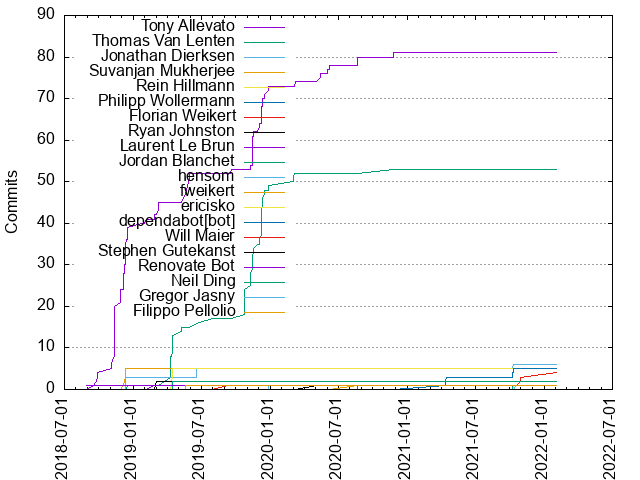 90
80
70
60
50
40
30
20
10
0
Commits
Tony Allevato
Thomas Van Lenten
Jonathan Dierksen
Suvanjan Mukherjee
Rein Hillmann
Philipp Wollermann
Florian Weikert
Ryan Johnston
Laurent Le Brun
Jordan Blanchet
hensom
fweikert
ericisko
dependabot[bot]
Will Maier
Stephen Gutekanst
Renovate Bot
Neil Ding
Gregor Jasny
Filippo Pellolio
2018-07-01
2019-01-01
2019-07-01
2020-01-01
2020-07-01
2021-01-01
2021-07-01
2022-01-01
2022-07-01